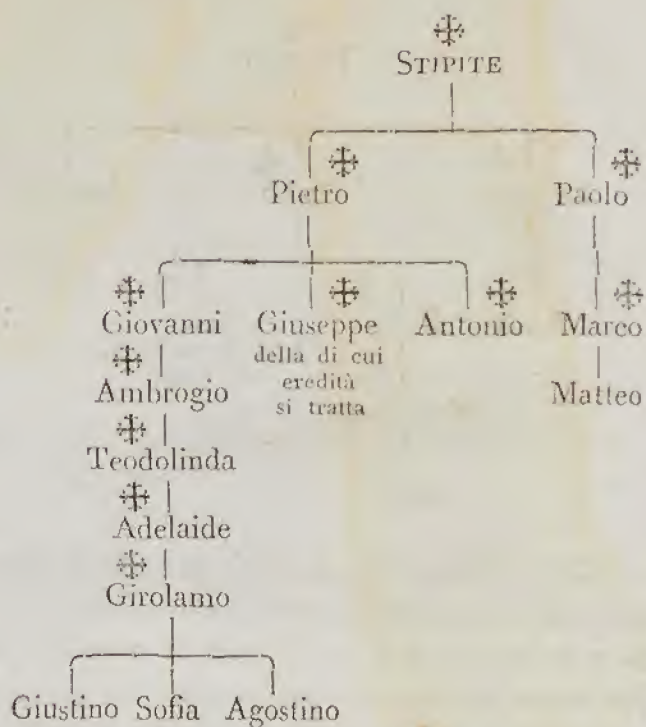 STIPITE
Pietro Paolo
Giovanni Giuseppe Antonio Marco
della di cui
eredità
si tratta
Ambrogio Matteo
Teodolinda
Adelaide
Girolamo
Giustino Sofia Agostino